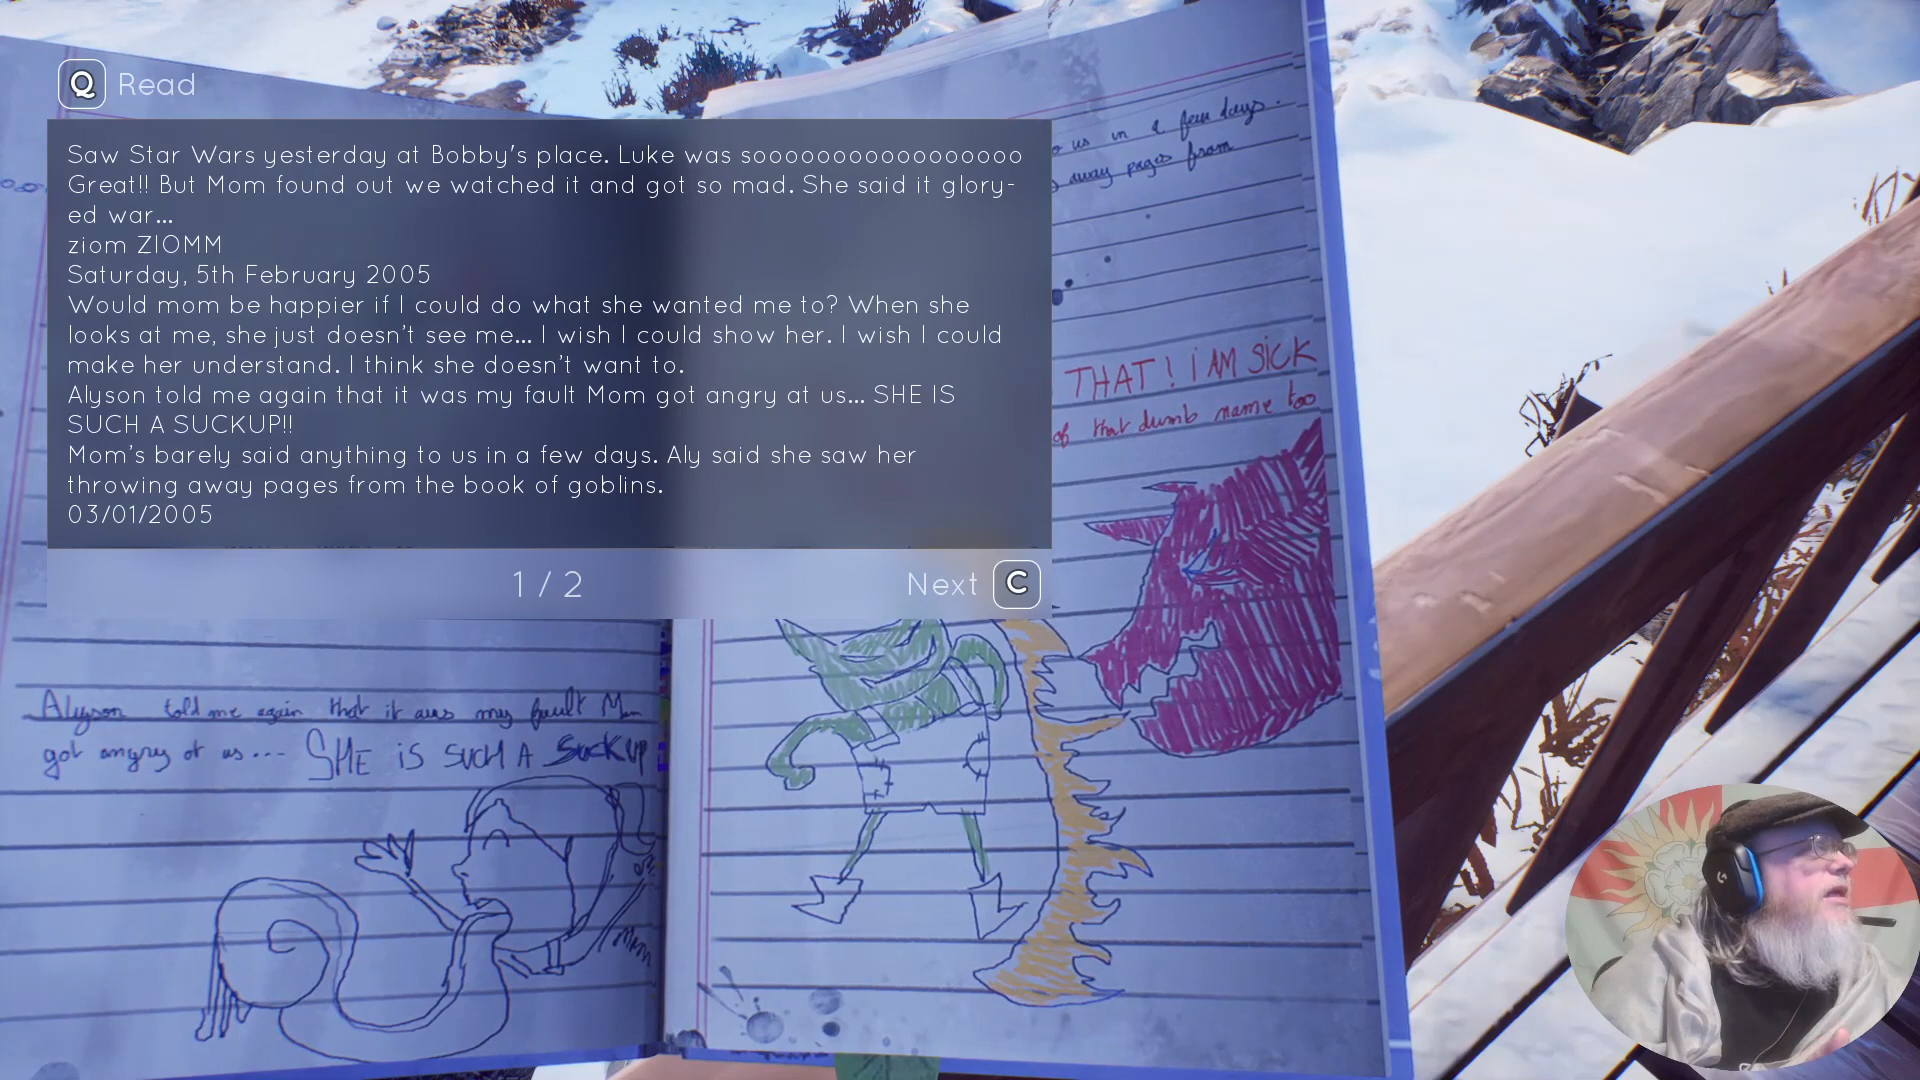 Q Read
Saw Star Wars yesterday at Bobby's place. Luke was sooooooooooooooooo
Great!! But Mom found out we watched it and got so mad. She said it glory-
ed war...
ziom ZIOMM
Saturday, 5th February 2005
Would mom be happier if I could do what she wanted me to? When she
looks at me, she just doesn't see me... I wish I could show her. I wish I could
make her understand. I think she doesn't want to.
Alyson told me again that it was my fault Mom got angry at us... SHE IS
SUCH A SUCKUP!!
Mom's barely said anything to us in a few days. Aly said she saw her
throwing away pages from the book of goblins.
03/01/2005
1 / 2
Next C
Alyson told me again that it was my fault Mom
got angry at us... SHE IS SUCH A SUCKUP
us in a few days.
away pages from
THAT! I AM SICK
of that dumb name too